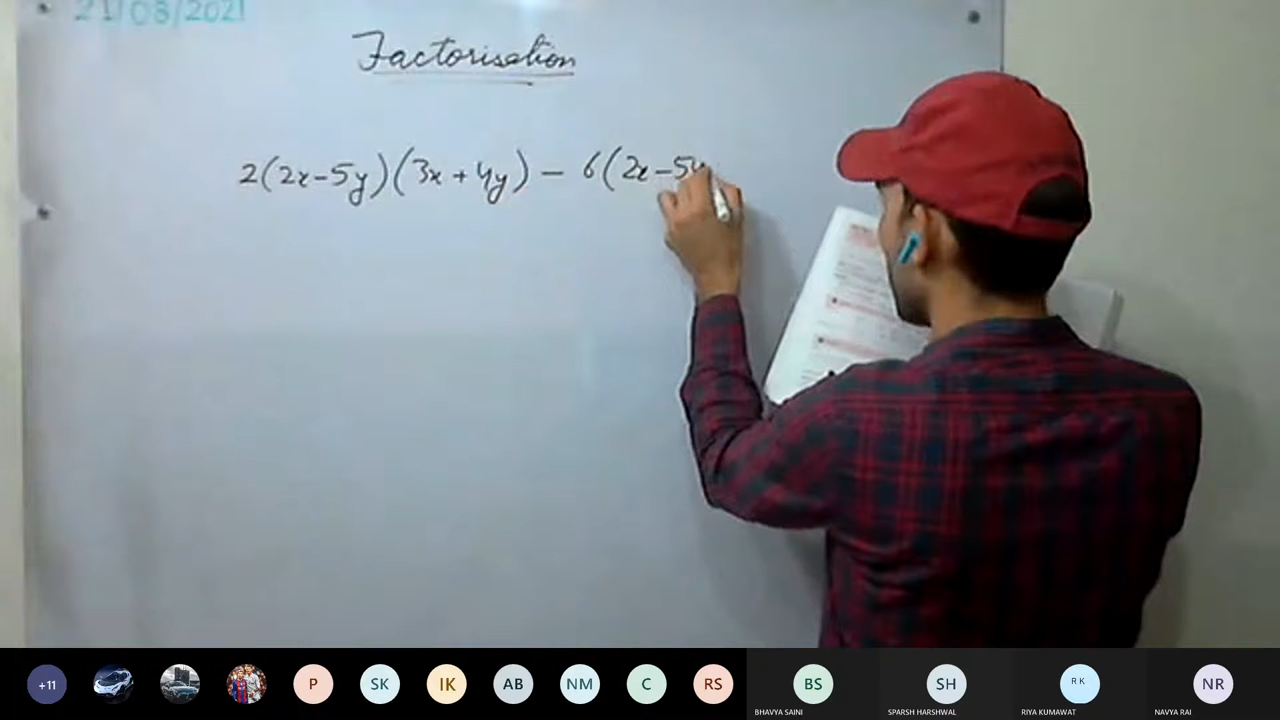 21/08/2021
Factorisation
2(2x-5y)(3x+4y) - 6(2x-5y
+11
P
SK
IK
AB
NM
C
RS
BS
SH
RK
NR
BHAVYA SAINI
SPARSH HARSHWAL
RIYA KUMAWAT
NAVYA RAI